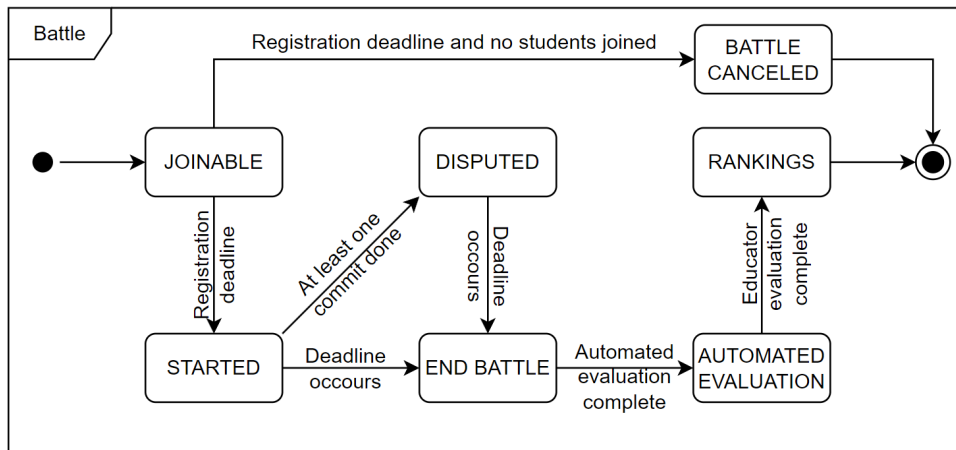 Battle
Registration deadline and no students joined
BATTLE
CANCELED
JOINABLE
DISPUTED
RANKINGS
Registration
deadline
At least one
commit done
Deadline
occours
Educator
evaluation
complete
STARTED
Deadline
occours
END BATTLE
Automated
evaluation
complete
AUTOMATED
EVALUATION